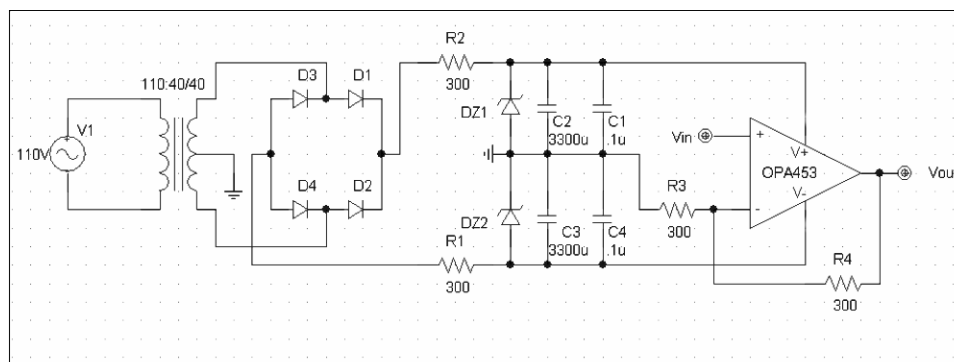 110:40/40
V1
110V
D3
D1
D4
D2
R2
300
R1
300
DZ1
DZ2
C2
3300u
C1
.1u
C3
3300u
C4
.1u
R3
300
Vin
+
-
V+
OPA453
V-
Vou
R4
300